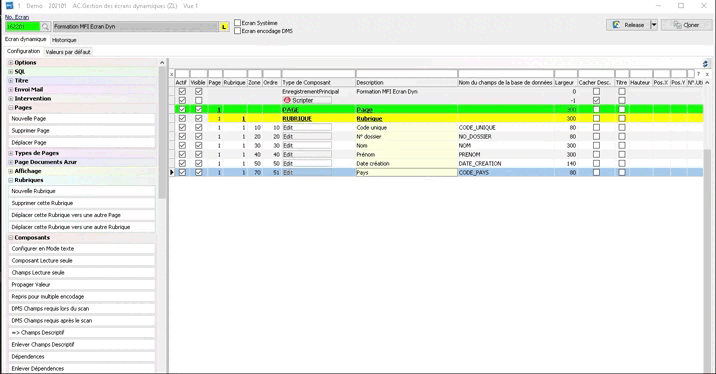 1 Demo 202101 AC.Gestion des écrans dynamiques (ZL) Vue 1
No. Ecran
Formation MFI Ecran Dyn L
Ecran Système
Ecran encodage DMS
Release
Cloner
Ecran dynamique Historique
Configuration Valeurs par défaut
Options
SQL
Titre
Envoi Mail
Intervention
Pages
Nouvelle Page
Supprimer Page
Déplacer Page
Types de Pages
Page Documents Azur
Affichage
Rubriques
Nouvelle Rubrique
Supprimer cette Rubrique
Déplacer cette Rubrique vers une autre Page
Déplacer cette Rubrique vers une autre Rubrique
Composants
Configurer en Mode texte
Composant Lecture seule
Champs Lecture seule
Propager Valeur
Repris pour multiple encodage
DMS Champs requis lors du scan
DMS Champs requis après le scan
=> Champs Descriptif
Enlever Champs Descriptif
Dépendences
Enlever Dépendences
x ? x
Actif Visible Page Rubrique Zone Ordre Type de Composant Description Nom du champs de la base de données Largeur Cacher Desc. Titre Hauteur Pos.X Pos.Y N°.Uti
EnregistrementPrincipal Formation MFI Ecran Dyn 0
Scripter -1
1 PAGE Page
1 1 RUBRIQUE Rubrique 300
1 1 10 10 Edit Code unique CODE_UNIQUE 80
1 1 20 20 Edit N° dossier NO_DOSSIER 80
1 1 30 30 Edit Nom NOM 300
1 1 40 40 Edit Prénom PRENOM 300
1 1 50 50 Edit Date création DATE_CREATION 140
1 1 70 51 Edit Pays CODE_PAYS 80